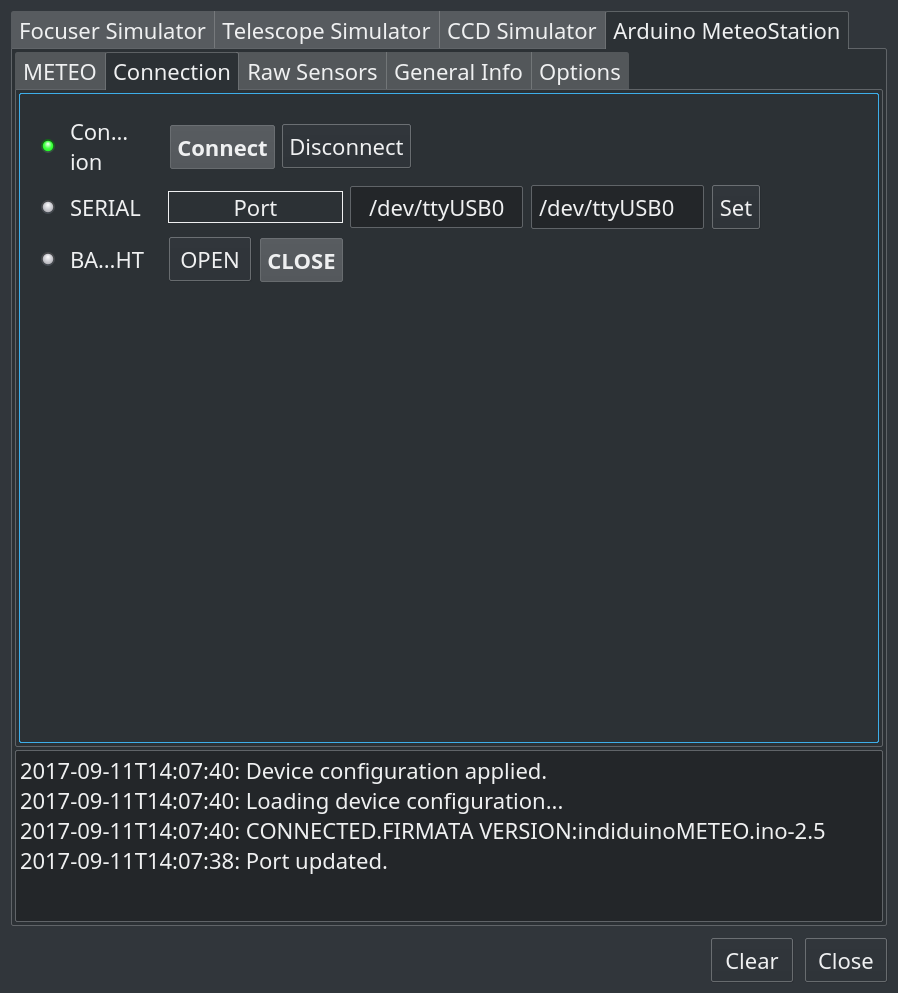 Focuser Simulator Telescope Simulator CCD Simulator Arduino MeteoStation
METEO Connection Raw Sensors General Info Options
Con...
ion
Connect Disconnect
SERIAL Port /dev/ttyUSB0 /dev/ttyUSB0 Set
BA...HT OPEN CLOSE
2017-09-11T14:07:40: Device configuration applied.
2017-09-11T14:07:40: Loading device configuration...
2017-09-11T14:07:40: CONNECTED.FIRMATA VERSION:indiduinoMETEO.ino-2.5
2017-09-11T14:07:38: Port updated.
Clear Close